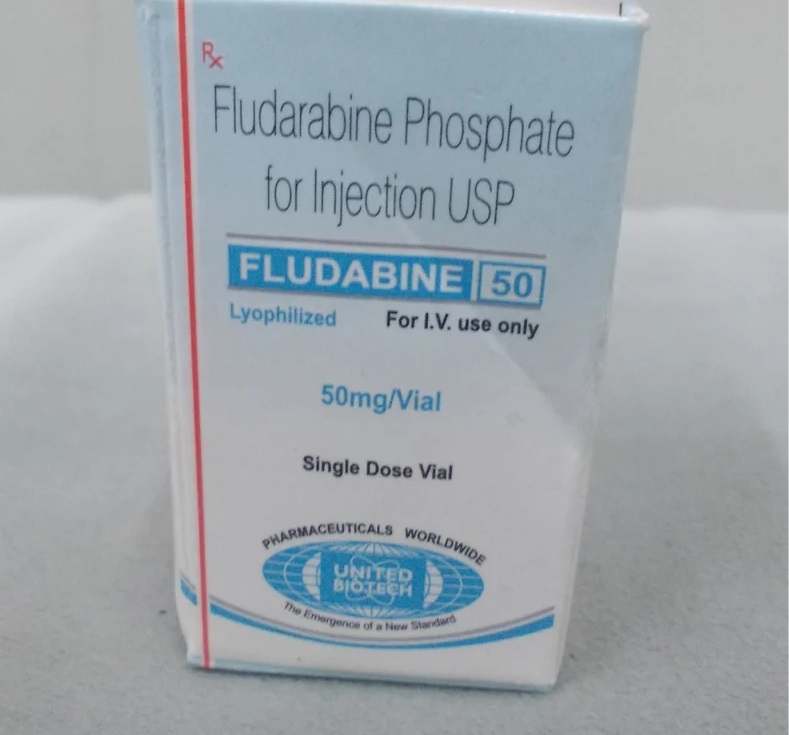 Rx
Fludarabine Phosphate
for Injection USP
FLUDABINE 50
Lyophilized For I.V. use only
50mg/Vial
Single Dose Vial
PHARMACEUTICALS WORLDWIDE
UNITED
BIOTECH
The Emergence of a New Standard